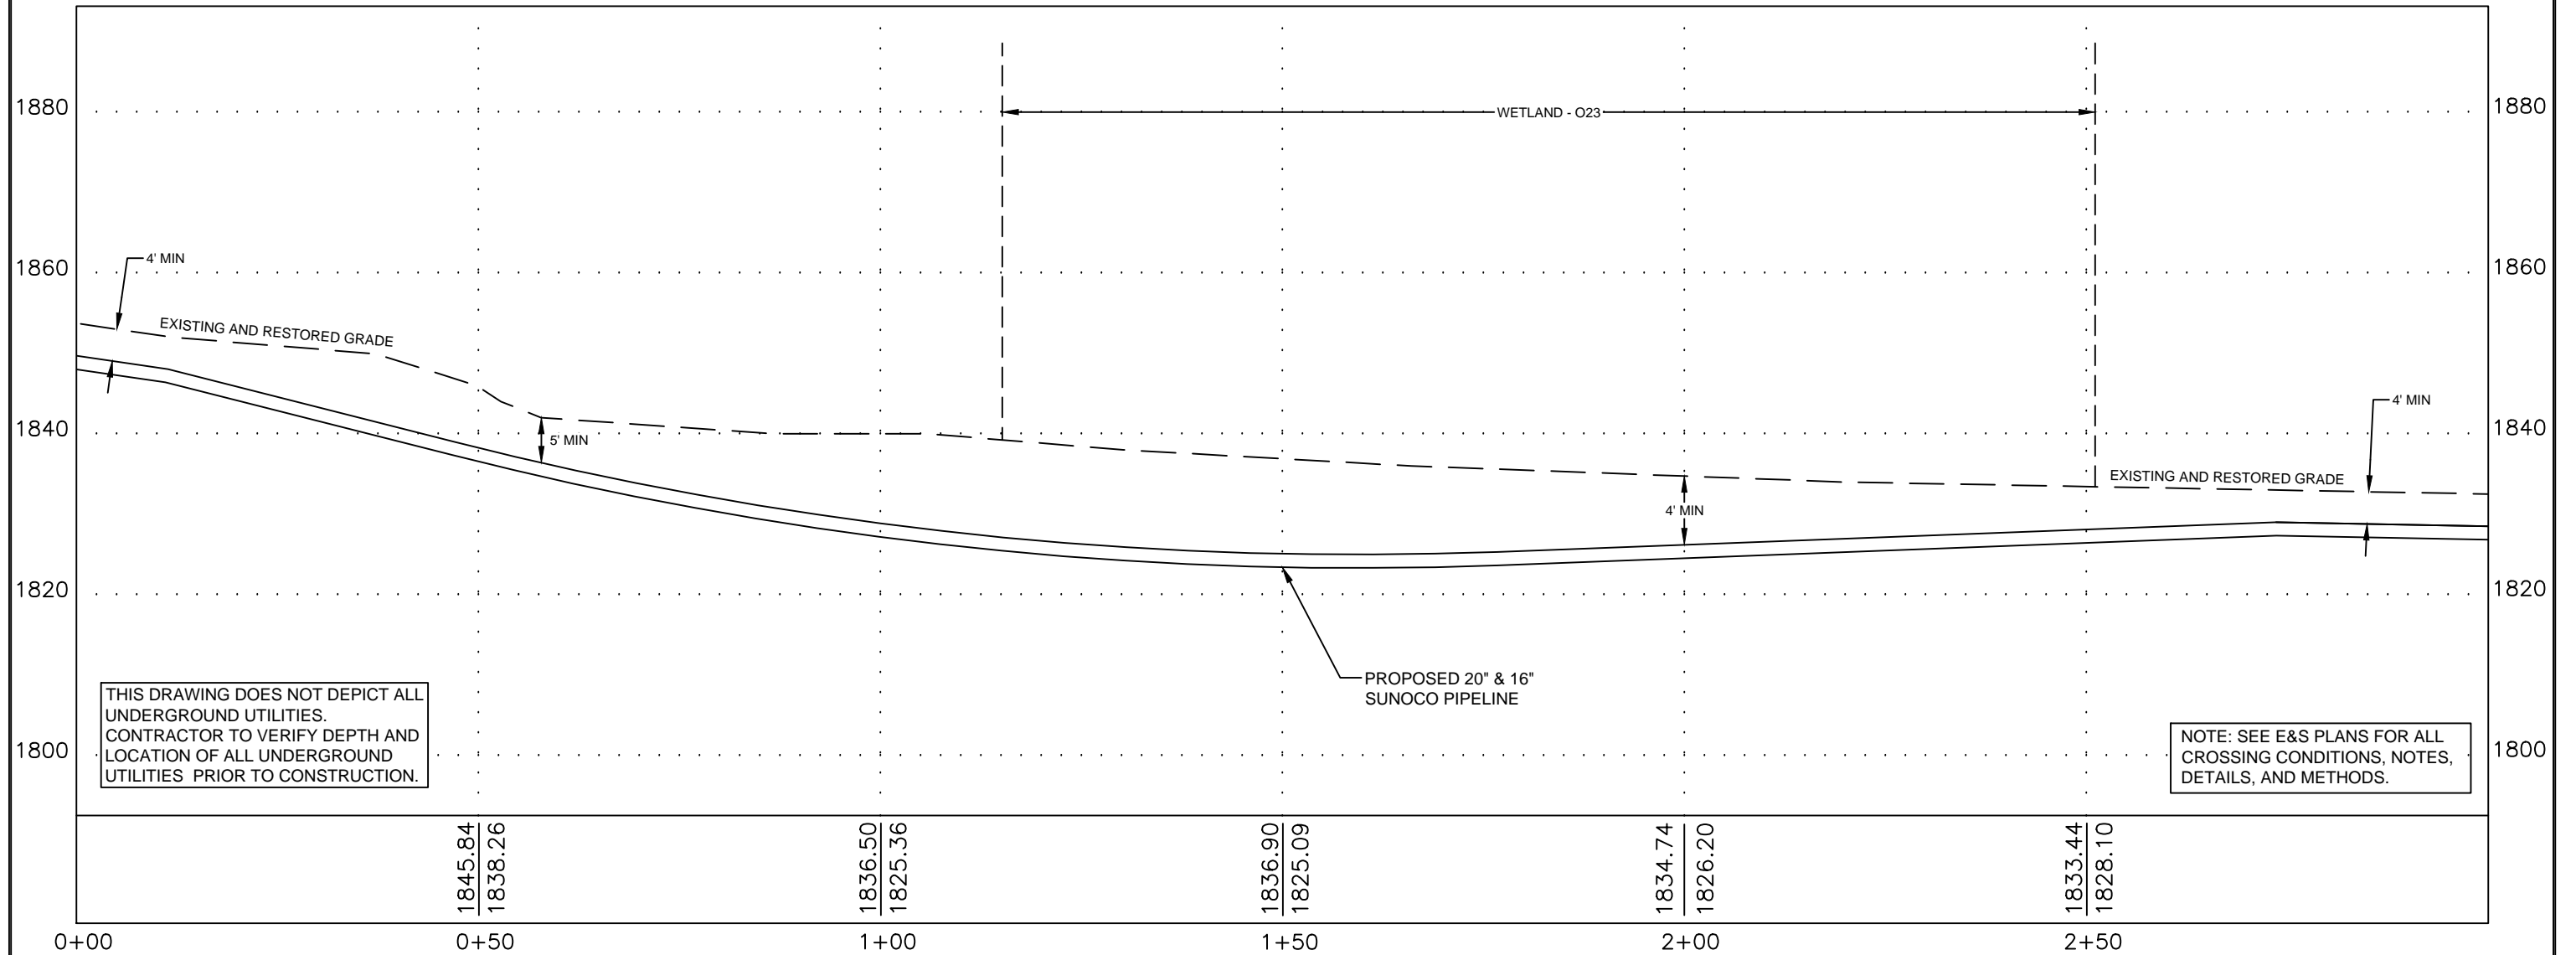 1880
1880
WETLAND - O23
4' MIN
1860
1860
EXISTING AND RESTORED GRADE
4' MIN
1840
5' MIN
1840
EXISTING AND RESTORED GRADE
4' MIN
1820
1820
PROPOSED 20" & 16"
SUNOCO PIPELINE
THIS DRAWING DOES NOT DEPICT ALL
UNDERGROUND UTILITIES.
CONTRACTOR TO VERIFY DEPTH AND
LOCATION OF ALL UNDERGROUND
UTILITIES PRIOR TO CONSTRUCTION.
NOTE: SEE E&S PLANS FOR ALL
CROSSING CONDITIONS, NOTES,
DETAILS, AND METHODS.
1800
1800
1845.84
1838.26
1836.50
1825.36
1836.90
1825.09
1834.74
1826.20
1833.44
1828.10
0+00
0+50
1+00
1+50
2+00
2+50